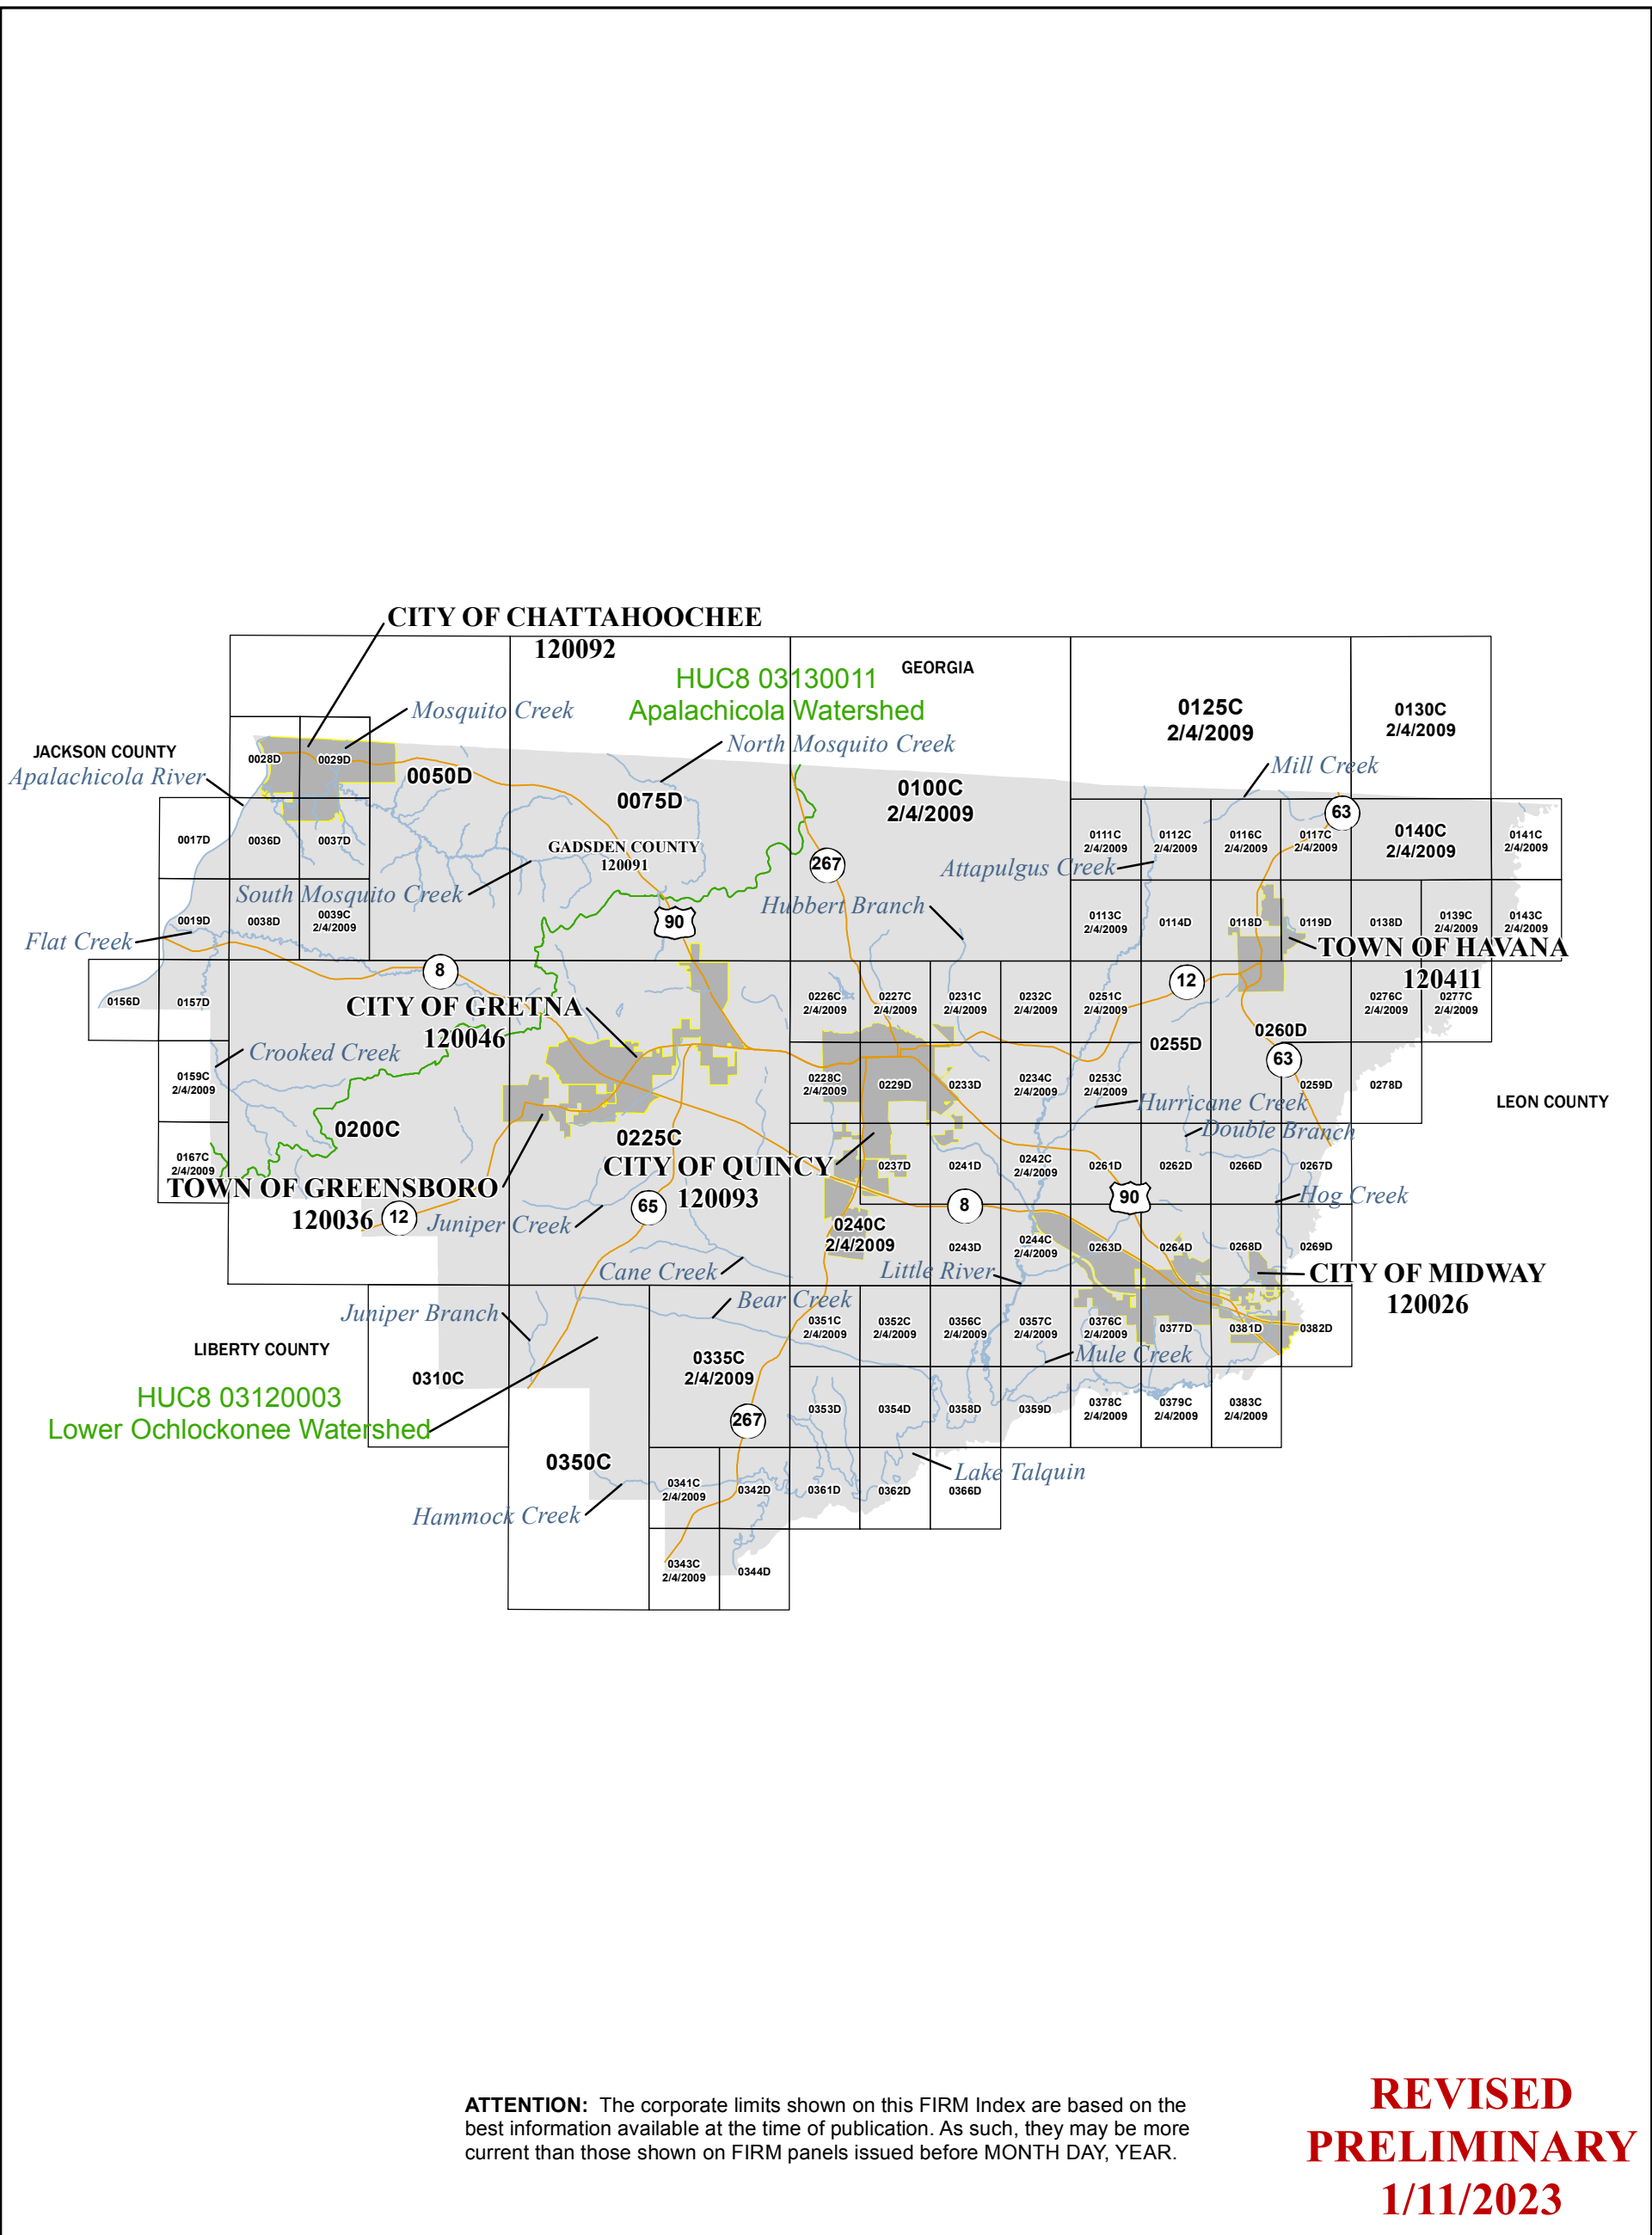 CITY OF CHATTAHOOCHEE
120092
GEORGIA
HUC8 03130011
Apalachicola Watershed
Mosquito Creek
North Mosquito Creek
0125C
2/4/2009
0130C
2/4/2009
JACKSON COUNTY
Apalachicola River
0028D
0029D
0050D
0075D
0100C
2/4/2009
Mill Creek
63
0017D
0036D
0037D
GADSDEN COUNTY
120091
267
Attapulgus Creek
0111C
2/4/2009
0112C
2/4/2009
0116C
2/4/2009
0117C
2/4/2009
0140C
2/4/2009
0141C
2/4/2009
South Mosquito Creek
Hubbert Branch
Flat Creek
0019D
0038D
0039C
2/4/2009
90
0113C
2/4/2009
0114D
0118D
0119D
0138D
0139C
2/4/2009
0143C
2/4/2009
TOWN OF HAVANA
120411
8
12
0156D
0157D
CITY OF GRETNA
120046
0226C
2/4/2009
0227C
2/4/2009
0231C
2/4/2009
0232C
2/4/2009
0251C
2/4/2009
0276C
2/4/2009
0277C
2/4/2009
0255D
0260D
63
Crooked Creek
0159C
2/4/2009
0228C
2/4/2009
0229D
0233D
0234C
2/4/2009
0253C
2/4/2009
0259D
0278D
Hurricane Creek
LEON COUNTY
0200C
0225C
Double Branch
0167C
2/4/2009
CITY OF QUINCY
120093
0237D
0241D
0242C
2/4/2009
0261D
0262D
0266D
0267D
TOWN OF GREENSBORO
120036
12
Juniper Creek
65
8
90
Hog Creek
0240C
2/4/2009
0243D
0244C
2/4/2009
0263D
0264D
0268D
0269D
Cane Creek
Little River
CITY OF MIDWAY
120026
Juniper Branch
Bear Creek
0351C
2/4/2009
0352C
2/4/2009
0356C
2/4/2009
0357C
2/4/2009
0376C
2/4/2009
0377D
0381D
0382D
LIBERTY COUNTY
0310C
0335C
2/4/2009
Mule Creek
HUC8 03120003
Lower Ochlockonee Watershed
267
0353D
0354D
0358D
0359D
0378C
2/4/2009
0379C
2/4/2009
0383C
2/4/2009
0350C
Lake Talquin
0341C
2/4/2009
0342D
0361D
0362D
0366D
Hammock Creek
0343C
2/4/2009
0344D
ATTENTION: The corporate limits shown on this FIRM Index are based on the
best information available at the time of publication. As such, they may be more
current than those shown on FIRM panels issued before MONTH DAY, YEAR.
REVISED
PRELIMINARY
1/11/2023